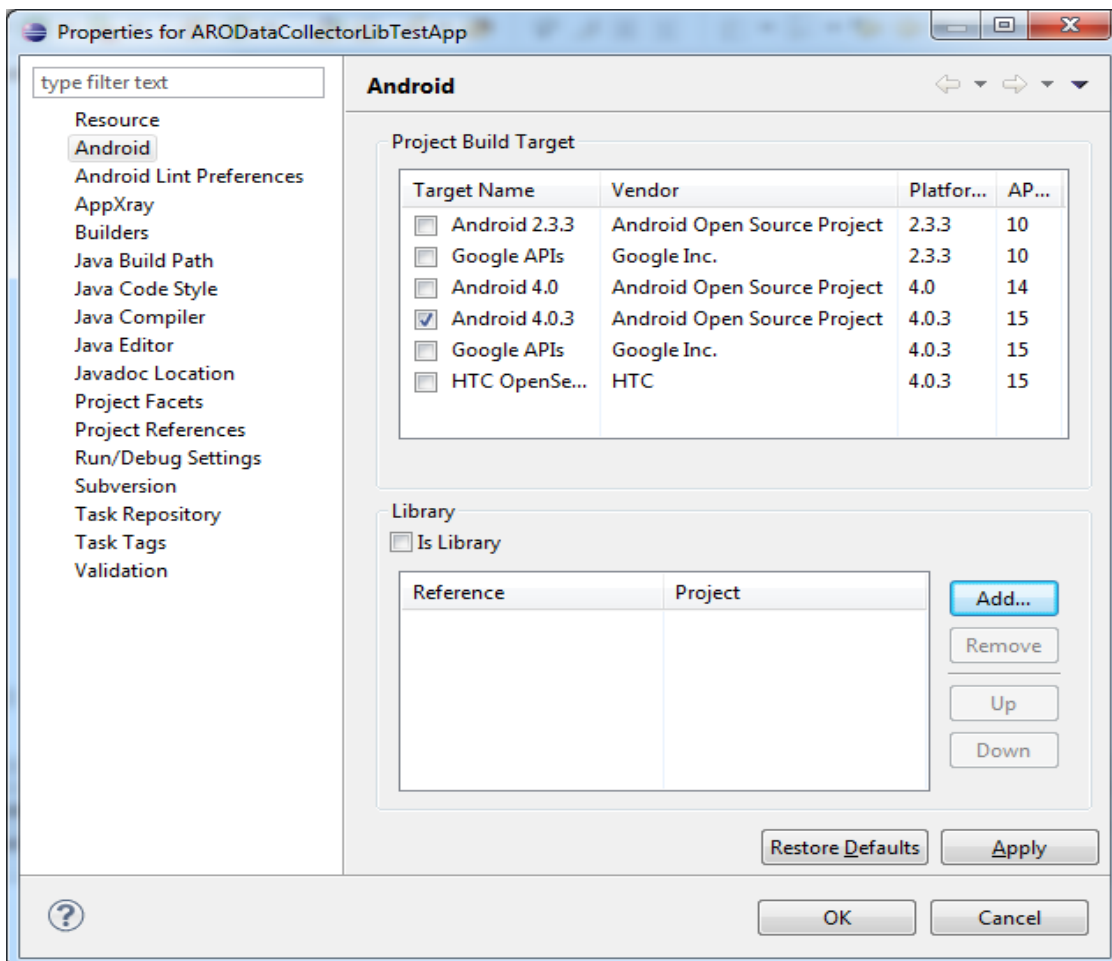 Properties for ARODataCollectorLibTestApp
type filter text
Resource
Android
Android Lint Preferences
AppXray
Builders
Java Build Path
Java Code Style
Java Compiler
Java Editor
Javadoc Location
Project Facets
Project References
Run/Debug Settings
Subversion
Task Repository
Task Tags
Validation
Android
Project Build Target
Target Name Vendor Platfor... AP...
Android 2.3.3 Android Open Source Project 2.3.3 10
Google APIs Google Inc. 2.3.3 10
Android 4.0 Android Open Source Project 4.0 14
Android 4.0.3 Android Open Source Project 4.0.3 15
Google APIs Google Inc. 4.0.3 15
HTC OpenSe... HTC 4.0.3 15
Library
Is Library
Reference Project
Add...
Remove
Up
Down
Restore Defaults Apply
? OK Cancel